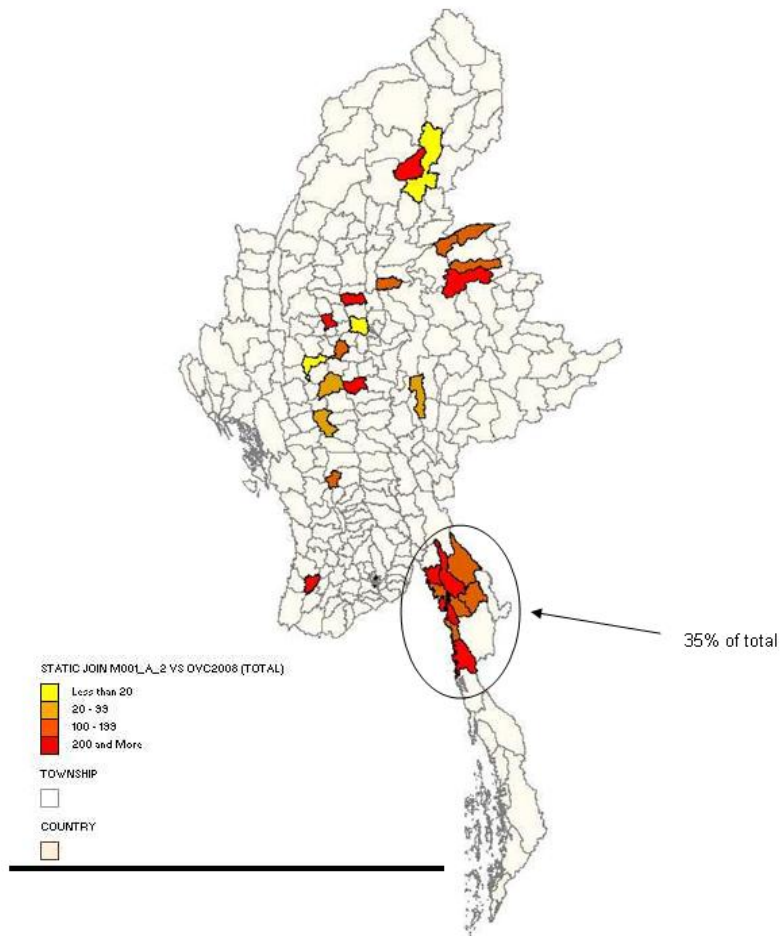 35% of total
STATIC JOIN M001_A_2 VS OVC2008 (TOTAL)
Less than 20
20 - 99
100 - 199
200 and More
TOWNSHIP
COUNTRY